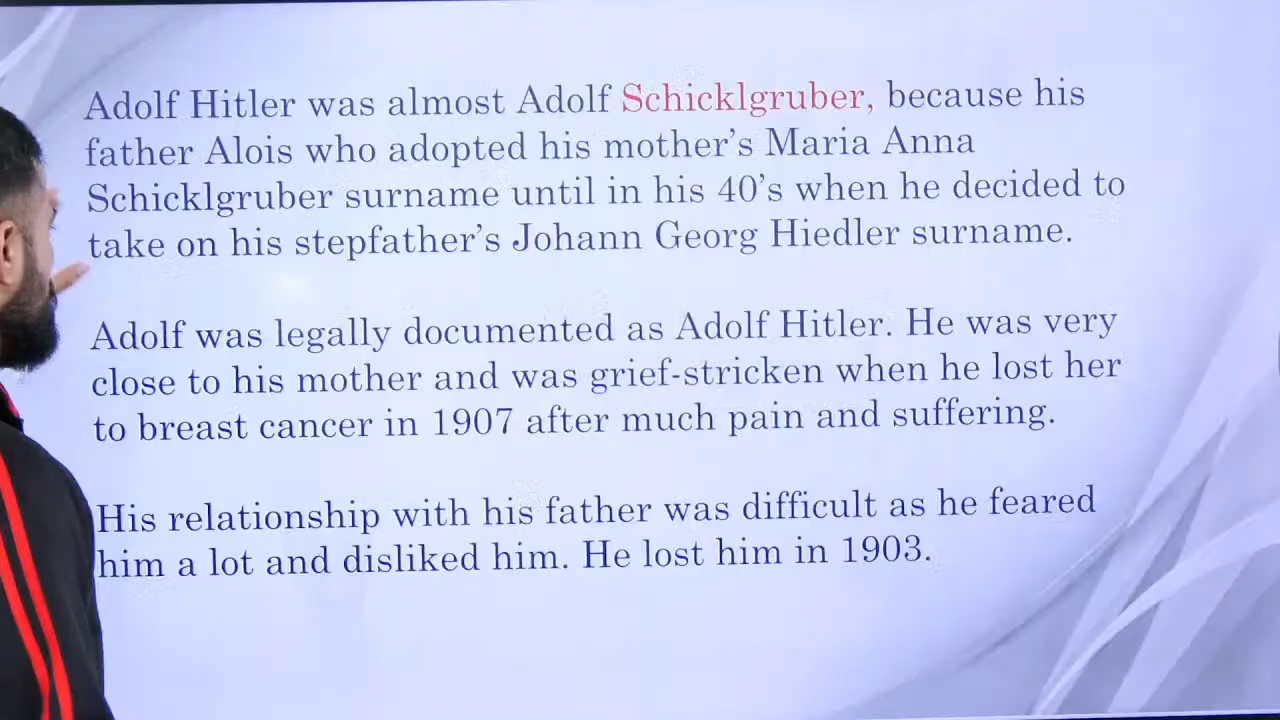 Adolf Hitler was almost Adolf Schicklgruber, because his
father Alois who adopted his mother’s Maria Anna
Schicklgruber surname until in his 40’s when he decided to
take on his stepfather’s Johann Georg Hiedler surname.
Adolf was legally documented as Adolf Hitler. He was very
close to his mother and was grief-stricken when he lost her
to breast cancer in 1907 after much pain and suffering.
His relationship with his father was difficult as he feared
him a lot and disliked him. He lost him in 1903.